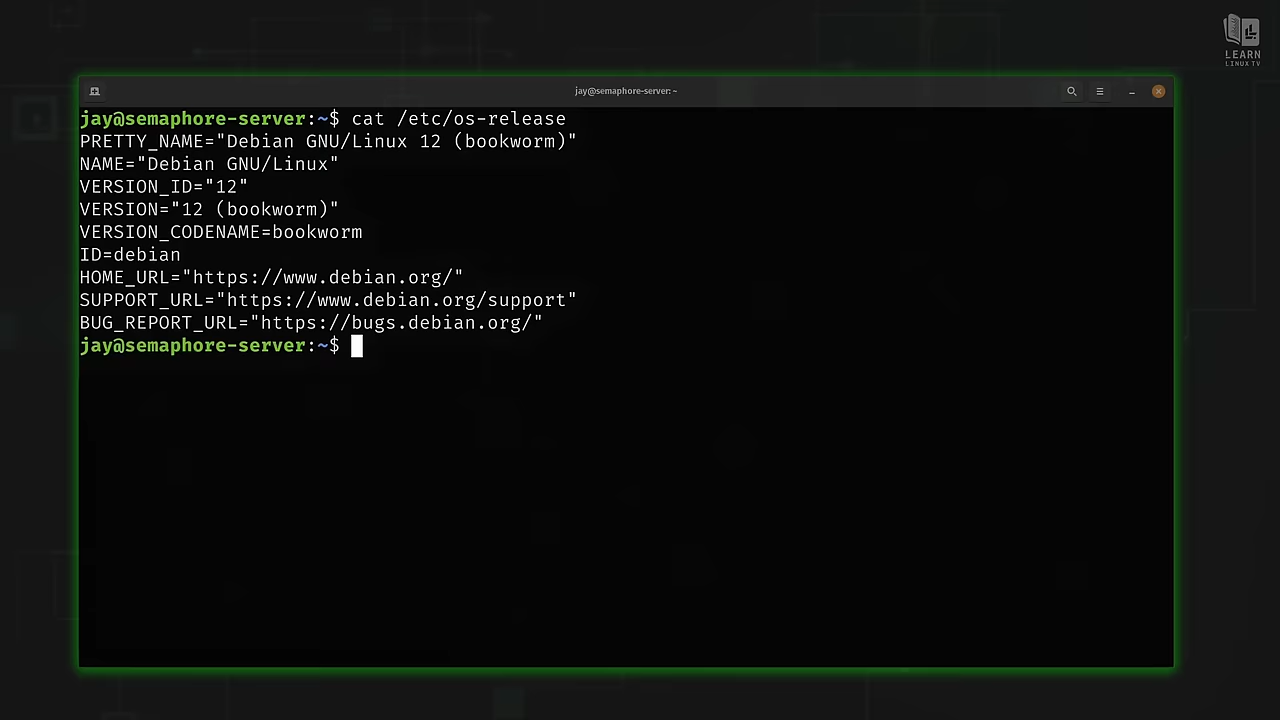 LEARN
LINUX TV
jay@semaphore-server: ~
jay@semaphore-server:~$ cat /etc/os-release
PRETTY_NAME="Debian GNU/Linux 12 (bookworm)"
NAME="Debian GNU/Linux"
VERSION_ID="12"
VERSION="12 (bookworm)"
VERSION_CODENAME=bookworm
ID=debian
HOME_URL="https://www.debian.org/"
SUPPORT_URL="https://www.debian.org/support"
BUG_REPORT_URL="https://bugs.debian.org/"
jay@semaphore-server:~$